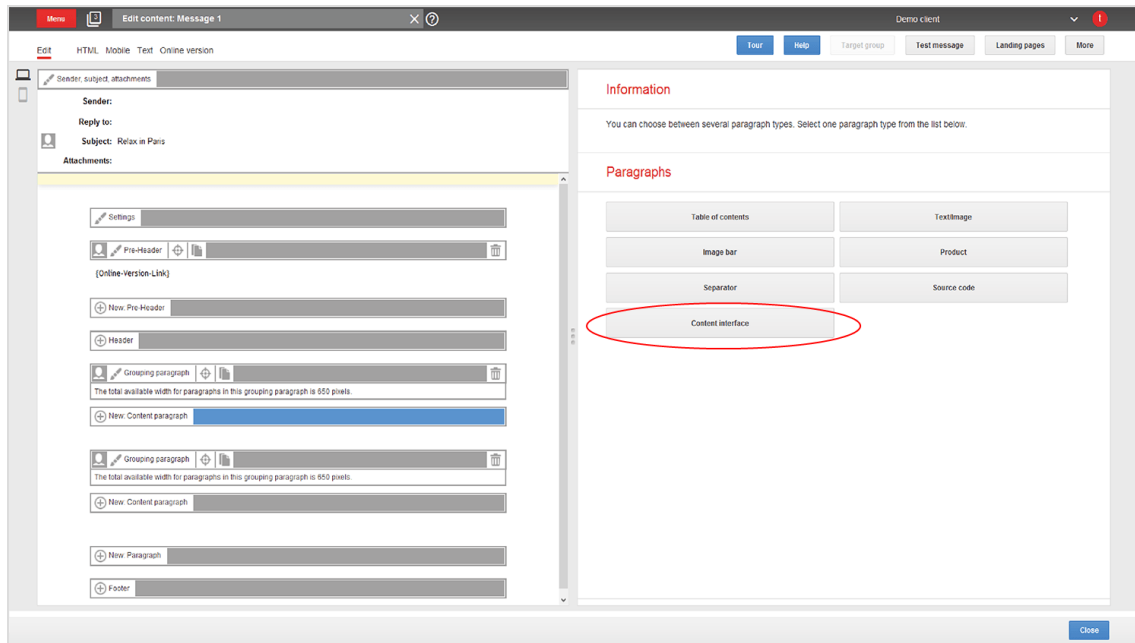 Menu
3
Edit content: Message 1
Demo client
Edit HTML Mobile Text Online version
Tour
Help
Target group
Test message
Landing pages
More
Sender, subject, attachments
Sender:
Reply to:
Subject: Relax in Paris
Attachments:
Settings
Pre-Header
{Online-Version-Link}
New: Pre-Header
Header
Grouping paragraph
The total available width for paragraphs in this grouping paragraph is 650 pixels.
New: Content paragraph
Grouping paragraph
The total available width for paragraphs in this grouping paragraph is 650 pixels.
New: Content paragraph
New: Paragraph
Footer
Information
You can choose between several paragraph types. Select one paragraph type from the list below.
Paragraphs
Table of contents
Text/Image
Image bar
Product
Separator
Source code
Content interface
Close